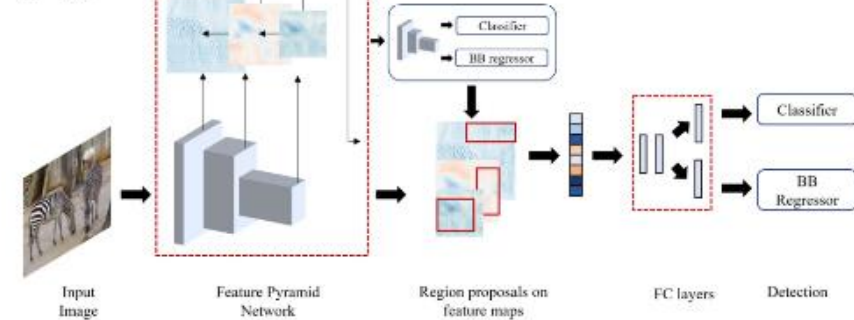 Classifier
BB regressor
Classifier
BB
Regressor
Input
Image
Feature Pyramid
Network
Region proposals on
feature maps
FC layers
Detection